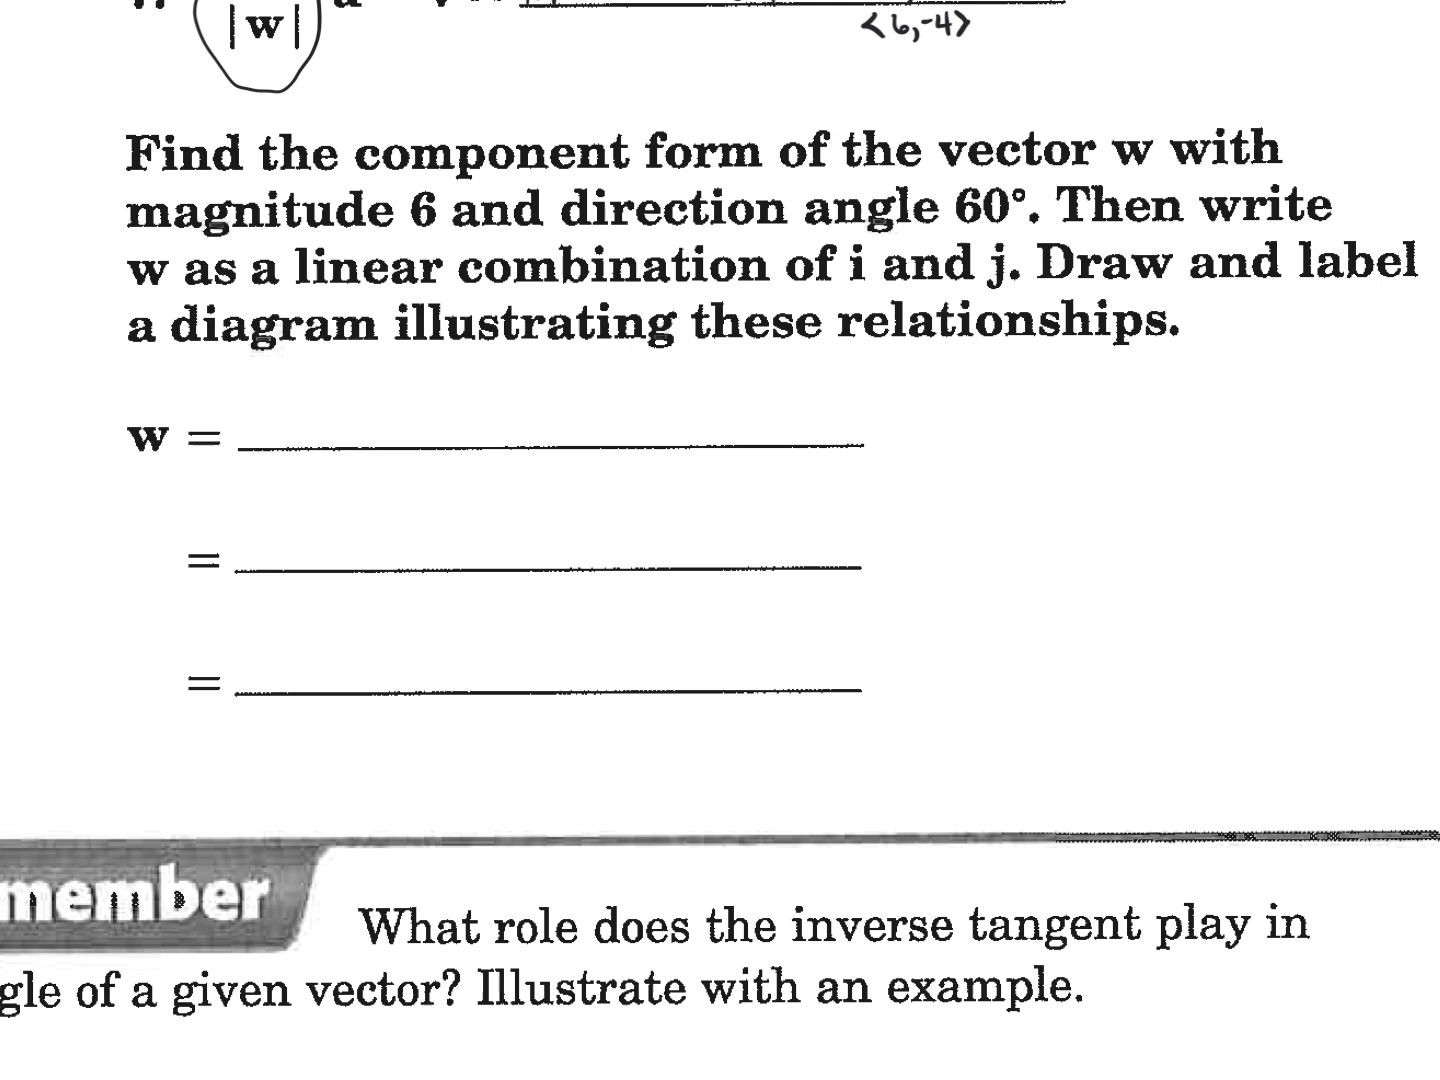 |w|
<6,-4>
Find the component form of the vector w with
magnitude 6 and direction angle 60°. Then write
w as a linear combination of i and j. Draw and label
a diagram illustrating these relationships.
w =
=
=
member
What role does the inverse tangent play in
gle of a given vector? Illustrate with an example.